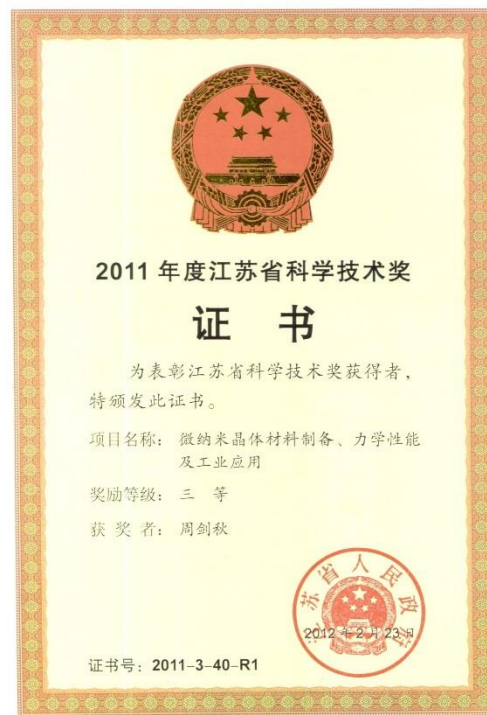 2011 年度江苏省科学技术奖
证 书
为表彰江苏省科学技术奖获得者，
特颁发此证书。
项目名称： 微纳米晶体材料制备、力学性能
及工业应用
奖励等级： 三 等
获 奖 者： 周剑秋
江苏省人民政府
2012 年 2 月 23 日
证书号：2011-3-40-R1